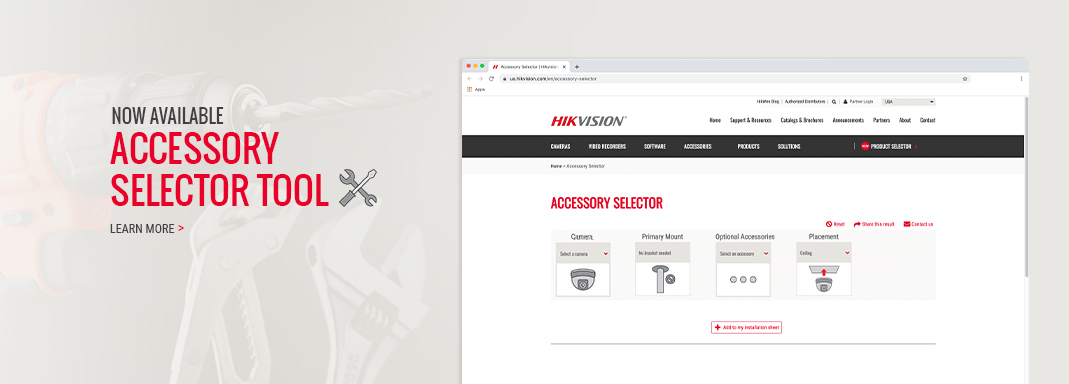 NOW AVAILABLE
ACCESSORY
SELECTOR TOOL
LEARN MORE >
Accessory Selector | Hikvision
us.hikvision.com/en/accessory-selector
Apps
HikWire Blog | Authorized Distributors | Partner Login USA
HIKVISION®
Home Support & Resources Catalogs & Brochures Announcements Partners About Contact
CAMERAS VIDEO RECORDERS SOFTWARE ACCESSORIES PRODUCTS SOLUTIONS | NEW PRODUCT SELECTOR
Home > Accessory Selector
ACCESSORY SELECTOR
Reset Share this result Contact us
Camera Primary Mount Optional Accessories Placement
Select a camera No bracket needed Select an accessory Ceiling
Add to my installation sheet